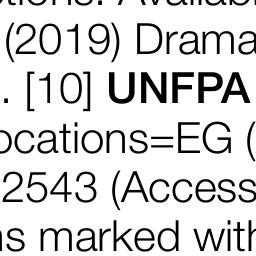 (2019) Drama
. [10] UNFPA
ocations=EG (
2543 (Access
ns marked with